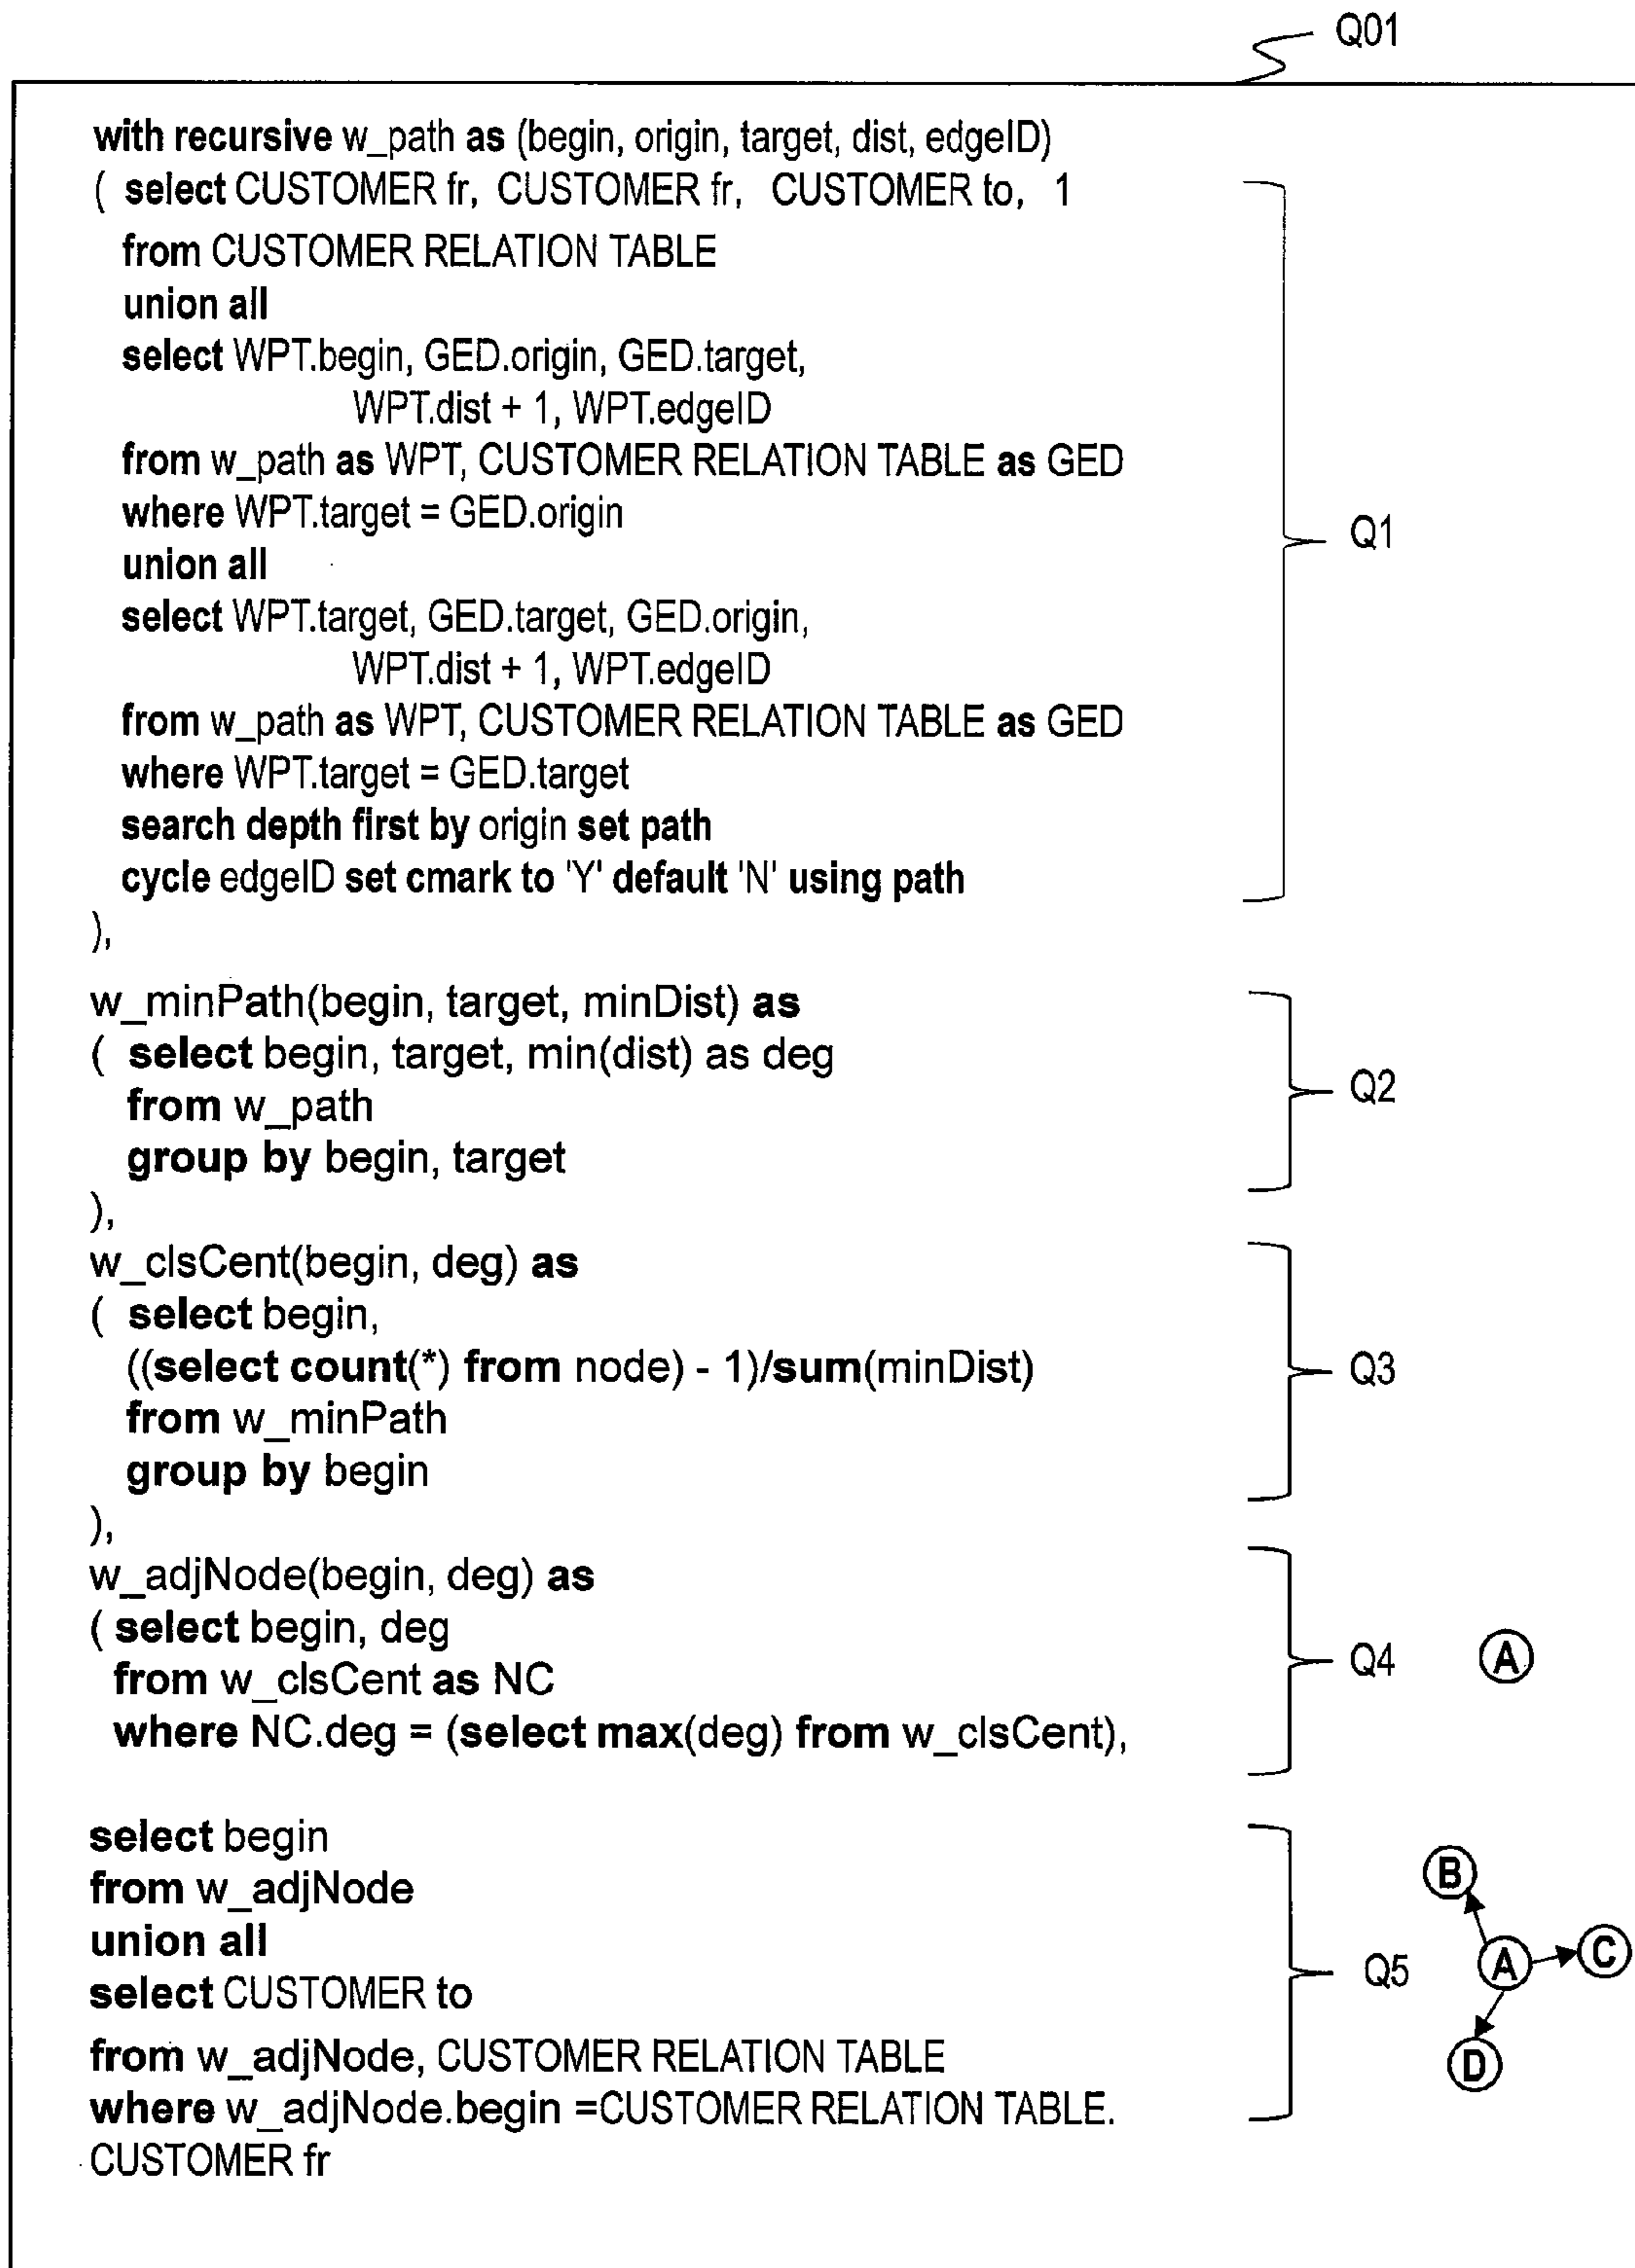 Q01
with recursive w_path as (begin, origin, target, dist, edgeID)
( select CUSTOMER fr, CUSTOMER fr, CUSTOMER to, 1
from CUSTOMER RELATION TABLE
union all
select WPT.begin, GED.origin, GED.target,
WPT.dist + 1, WPT.edgeID
from w_path as WPT, CUSTOMER RELATION TABLE as GED
where WPT.target = GED.origin
union all
select WPT.target, GED.target, GED.origin,
WPT.dist + 1, WPT.edgeID
from w_path as WPT, CUSTOMER RELATION TABLE as GED
where WPT.target = GED.target
search depth first by origin set path
cycle edgeID set cmark to 'Y' default 'N' using path
),
Q1
w_minPath(begin, target, minDist) as
( select begin, target, min(dist) as deg
from w_path
group by begin, target
),
Q2
w_clsCent(begin, deg) as
( select begin,
((select count(*) from node) - 1)/sum(minDist)
from w_minPath
group by begin
),
Q3
w_adjNode(begin, deg) as
( select begin, deg
from w_clsCent as NC
where NC.deg = (select max(deg) from w_clsCent),
Q4
A
select begin
from w_adjNode
union all
select CUSTOMER to
from w_adjNode, CUSTOMER RELATION TABLE
where w_adjNode.begin =CUSTOMER RELATION TABLE.
CUSTOMER fr
Q5
B
A
C
D